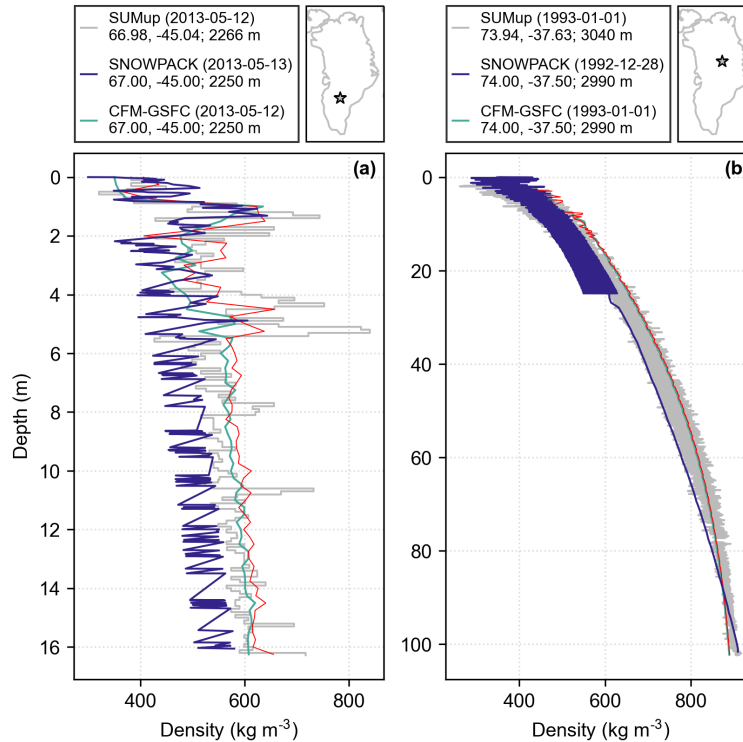 SUMup (2013-05-12)
66.98, -45.04; 2266 m
SNOWPACK (2013-05-13)
67.00, -45.00; 2250 m
CFM-GSFC (2013-05-12)
67.00, -45.00; 2250 m
SUMup (1993-01-01)
73.94, -37.63; 3040 m
SNOWPACK (1992-12-28)
74.00, -37.50; 2990 m
CFM-GSFC (1993-01-01)
74.00, -37.50; 2990 m
(a)
0
2
4
6
8
10
12
14
16
Depth (m)
400
600
800
Density (kg m⁻³)
(b
0
20
40
60
80
100
400
600
800
Density (kg m⁻³)